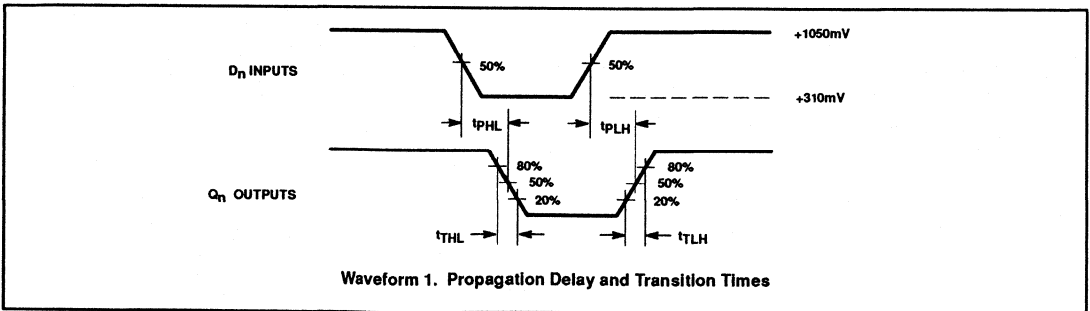 +1050mV
Dn INPUTS
50%
50%
+310mV
tPHL
tPLH
80%
50%
20%
80%
50%
20%
Qn OUTPUTS
tTHL
tTLH
Waveform 1. Propagation Delay and Transition Times